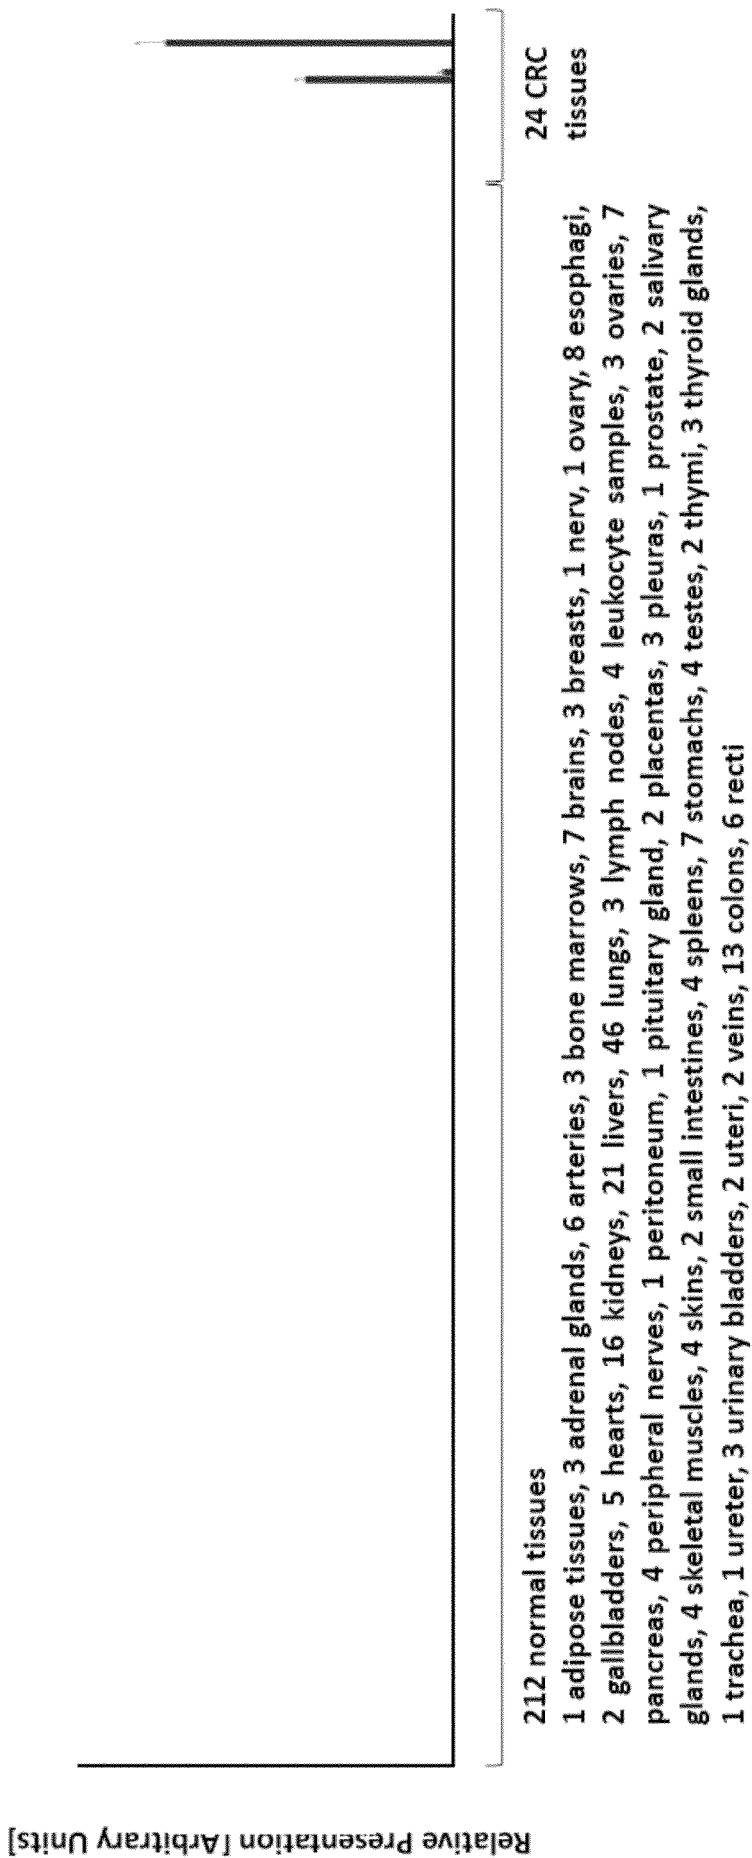 Relative Presentation [Arbitrary Units]
212 normal tissues
1 adipose tissues, 3 adrenal glands, 6 arteries, 3 bone marrows, 7 brains, 3 breasts, 1 nerv, 1 ovary, 8 esophagi,
2 gallbladders, 5 hearts, 16 kidneys, 21 livers, 46 lungs, 3 lymph nodes, 4 leukocyte samples, 3 ovaries, 7
pancreas, 4 peripheral nerves, 1 peritoneum, 1 pituitary gland, 2 placentas, 3 pleuras, 1 prostate, 2 salivary
glands, 4 skeletal muscles, 4 skins, 2 small intestines, 4 spleens, 7 stomachs, 4 testes, 2 thymi, 3 thyroid glands,
1 trachea, 1 ureter, 3 urinary bladders, 2 uteri, 2 veins, 13 colons, 6 recti
24 CRC
tissues